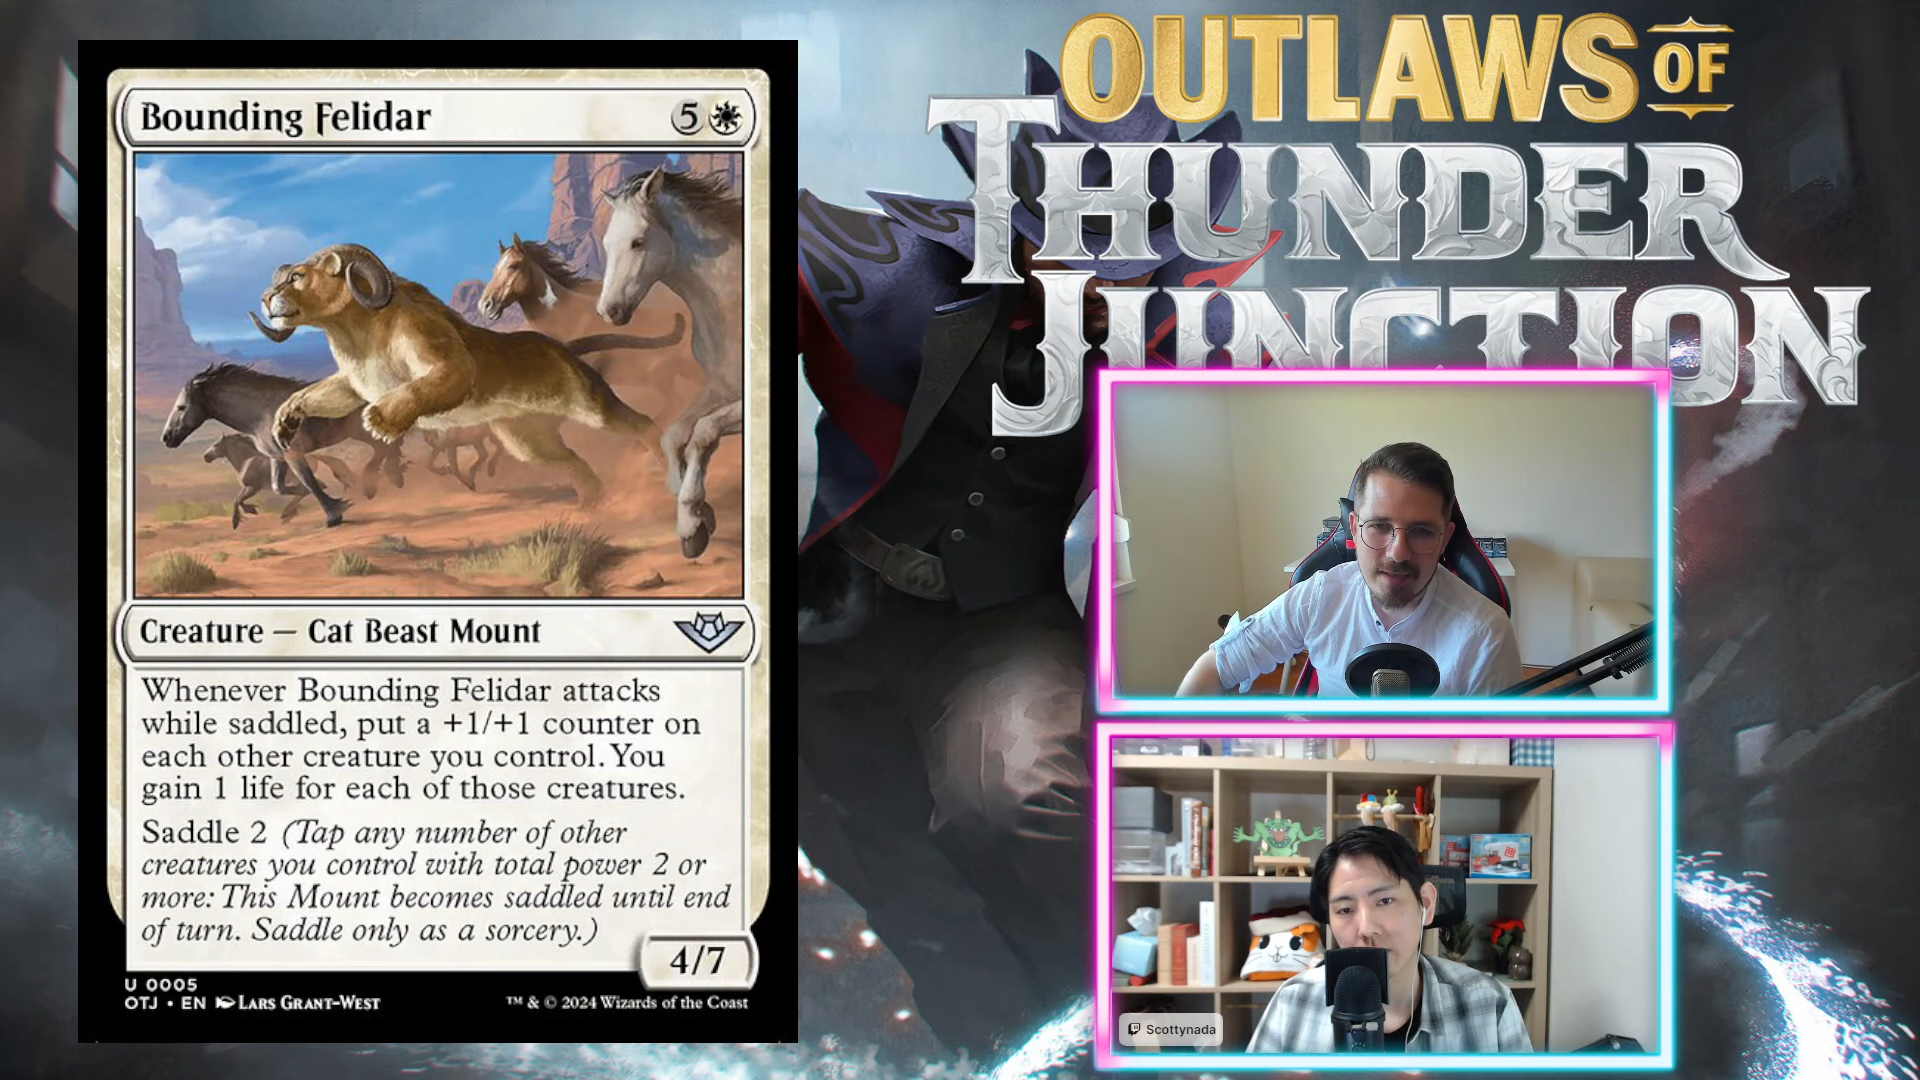 Bounding Felidar 5
Creature — Cat Beast Mount
Whenever Bounding Felidar attacks
while saddled, put a +1/+1 counter on
each other creature you control. You
gain 1 life for each of those creatures.
Saddle 2 (Tap any number of other
creatures you control with total power 2 or
more: This Mount becomes saddled until end
of turn. Saddle only as a sorcery.)
4/7
U 0005
OTJ • EN Lars Grant-West
™ & © 2024 Wizards of the Coast
OUTLAWS OF
THUNDER
JUNCTION
Scottynada